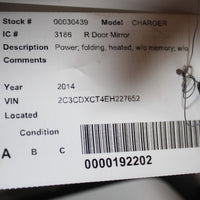 Stock # 00030439 Model CHARGER
IC # 3186 R Door Mirror
Description Power; folding, heated, w/o memory; w/o
Comments
Year 2014
VIN 2C3CDXCT4EH227652
Located
Condition
A B C
0000192202